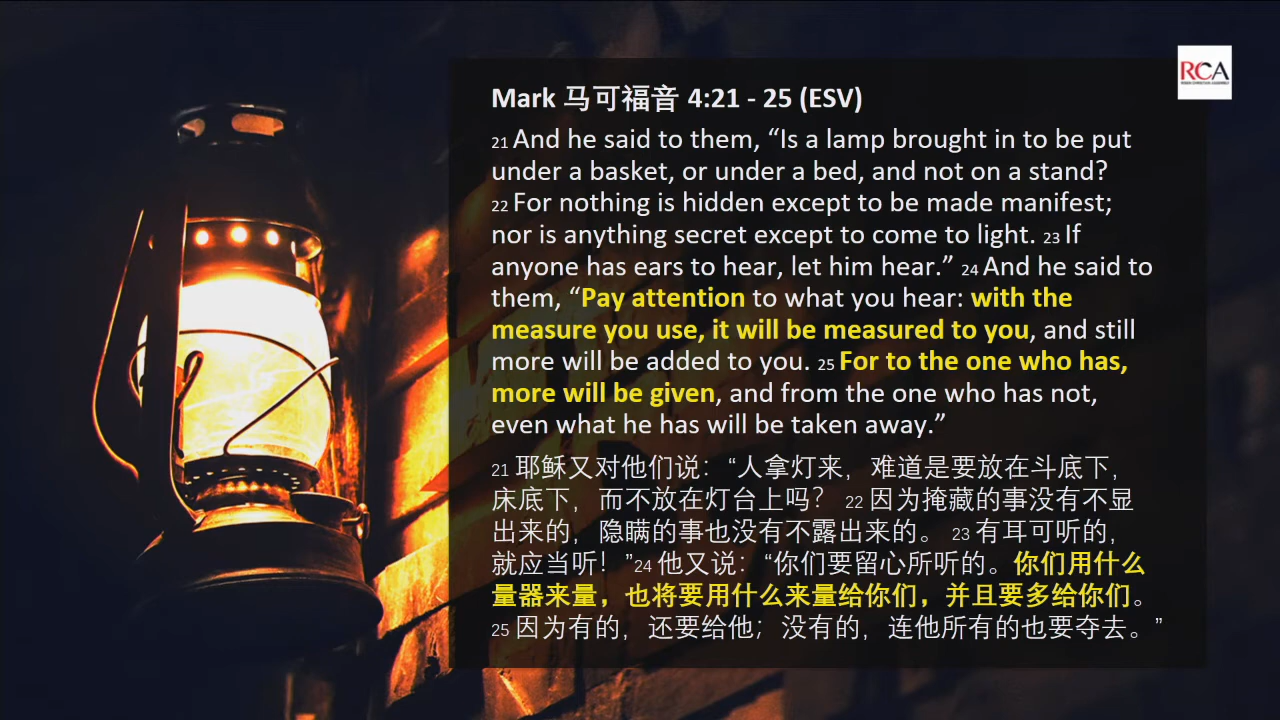 RCA
Mark 马可福音 4:21 - 25 (ESV)
21 And he said to them, “Is a lamp brought in to be put
under a basket, or under a bed, and not on a stand?
22 For nothing is hidden except to be made manifest;
nor is anything secret except to come to light. 23 If
anyone has ears to hear, let him hear.” 24 And he said to
them, “Pay attention to what you hear: with the
measure you use, it will be measured to you, and still
more will be added to you. 25 For to the one who has,
more will be given, and from the one who has not,
even what he has will be taken away.”
21 耶稣又对他们说：“人拿灯来，难道是要放在斗底下，
床底下，而不放在灯台上吗？ 22 因为掩藏的事没有不显
出来的，隐瞒的事也没有不露出来的。 23 有耳可听的，
就应当听！”24 他又说：“你们要留心所听的。你们用什么
量器来量，也将要用什么来量给你们，并且要多给你们。
25 因为有的，还要给他；没有的，连他所有的也要夺去。”